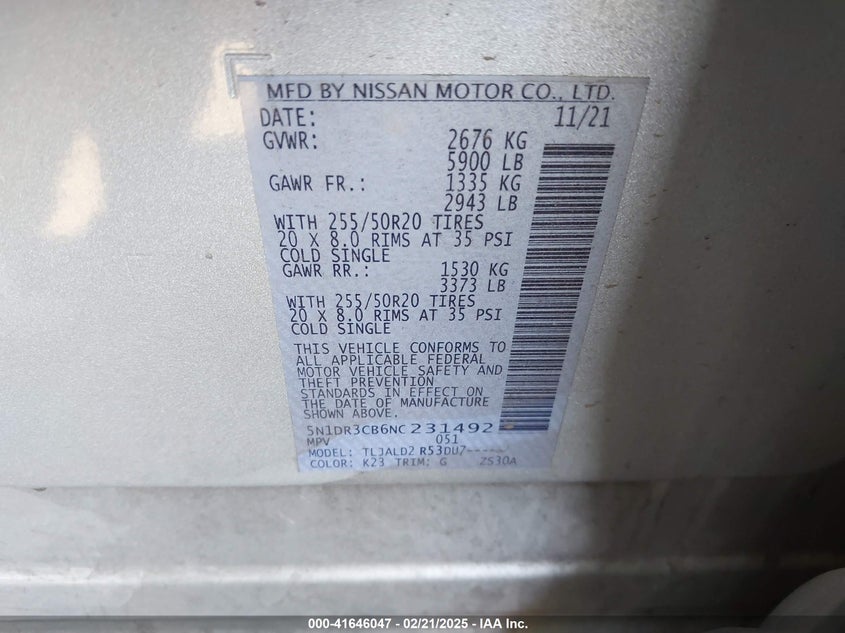 MFD BY NISSAN MOTOR CO., LTD.
DATE: 11/21
GVWR: 2676 KG
5900 LB
GAWR FR.: 1335 KG
2943 LB
WITH 255/50R20 TIRES
20 X 8.0 RIMS AT 35 PSI
COLD SINGLE
GAWR RR.: 1530 KG
3373 LB
WITH 255/50R20 TIRES
20 X 8.0 RIMS AT 35 PSI
COLD SINGLE
THIS VEHICLE CONFORMS TO
ALL APPLICABLE FEDERAL
MOTOR VEHICLE SAFETY AND
THEFT PREVENTION
STANDARDS IN EFFECT ON
THE DATE OF MANUFACTURE
SHOWN ABOVE.
5N1DR3CB6NC231492
MPV 051
MODEL: TLJALD2 R53DU7-----
COLOR: K23 TRIM: G ZS30A
000-41646047 - 02/21/2025 - IAA Inc.